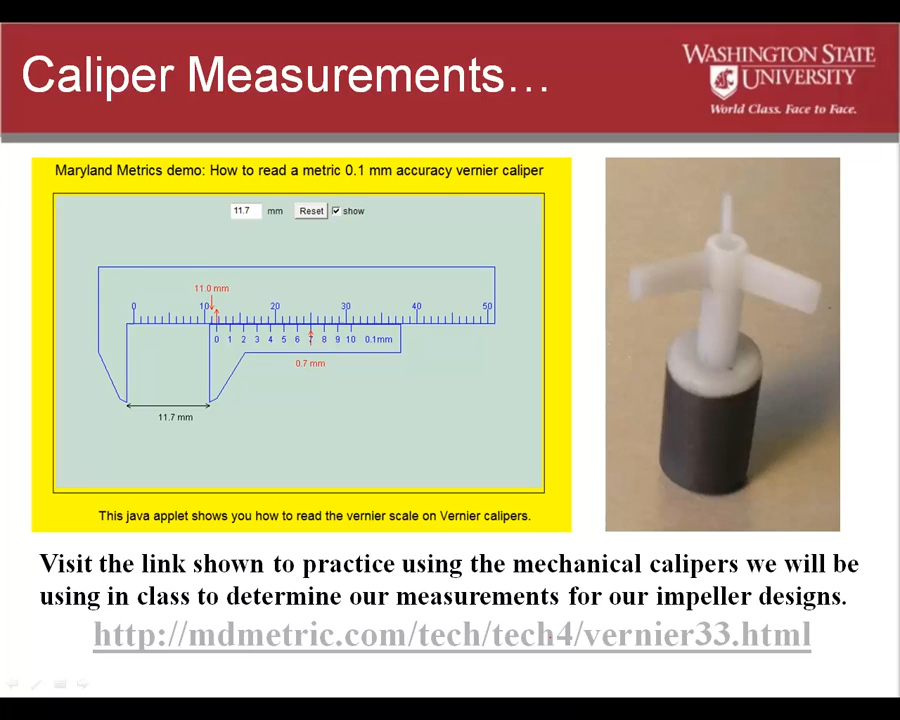 Caliper Measurements…
WASHINGTON STATE
UNIVERSITY
World Class. Face to Face.
Maryland Metrics demo: How to read a metric 0.1 mm accuracy vernier caliper
11.7 mm Reset show
11.0 mm
0 10 20 30 40 50
0 1 2 3 4 5 6 7 8 9 10 0.1mm
0.7 mm
11.7 mm
This java applet shows you how to read the vernier scale on Vernier calipers.
Visit the link shown to practice using the mechanical calipers we will be
using in class to determine our measurements for our impeller designs.
http://mdmetric.com/tech/tech4/vernier33.html